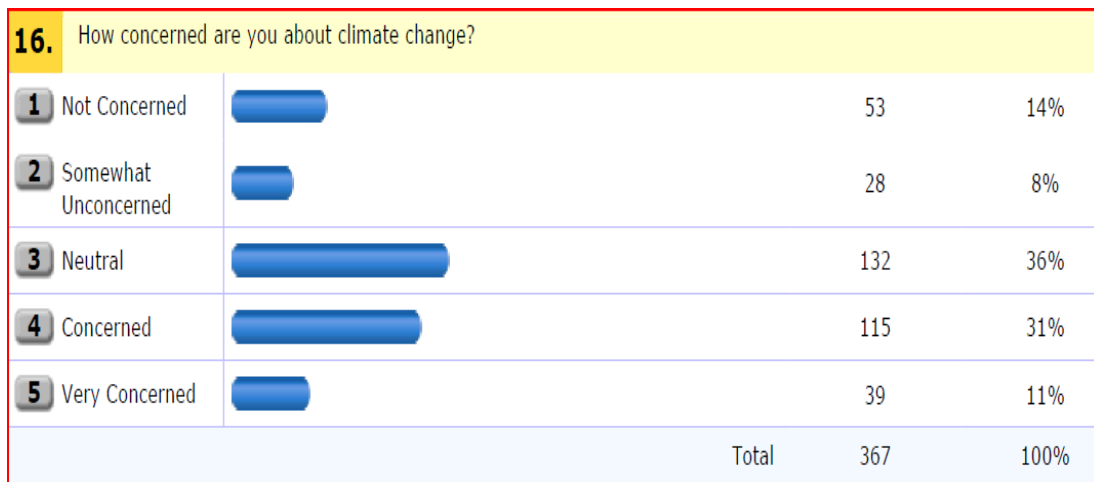 16. How concerned are you about climate change?
1 Not Concerned 53 14%
2 Somewhat
Unconcerned 28 8%
3 Neutral 132 36%
4 Concerned 115 31%
5 Very Concerned 39 11%
Total 367 100%